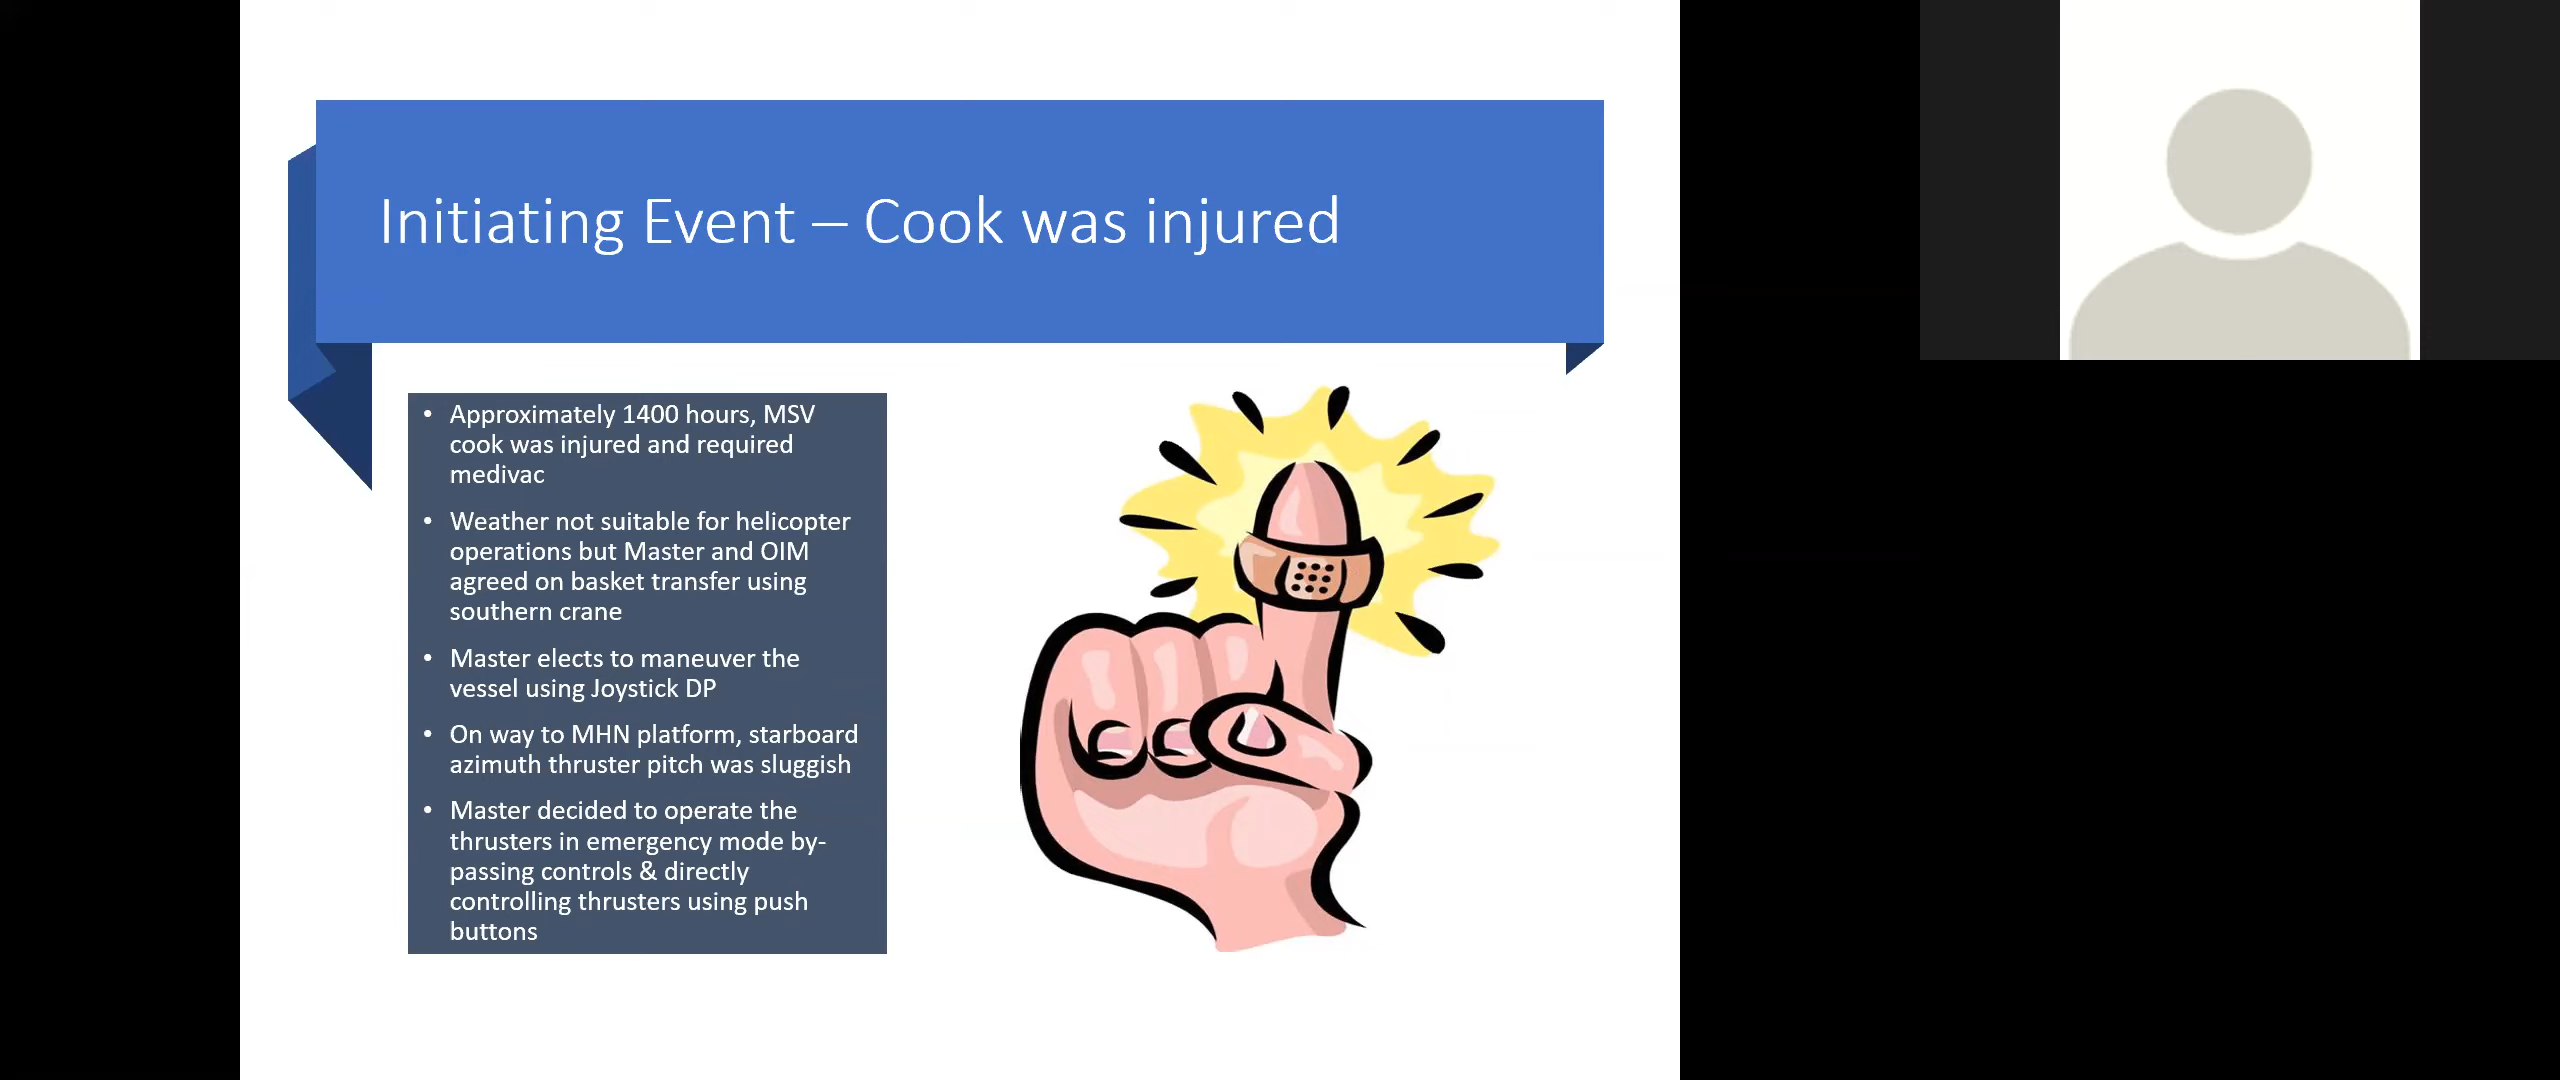 Initiating Event – Cook was injured
• Approximately 1400 hours, MSV
cook was injured and required
medivac
• Weather not suitable for helicopter
operations but Master and OIM
agreed on basket transfer using
southern crane
• Master elects to maneuver the
vessel using Joystick DP
• On way to MHN platform, starboard
azimuth thruster pitch was sluggish
• Master decided to operate the
thrusters in emergency mode by-
passing controls & directly
controlling thrusters using push
buttons